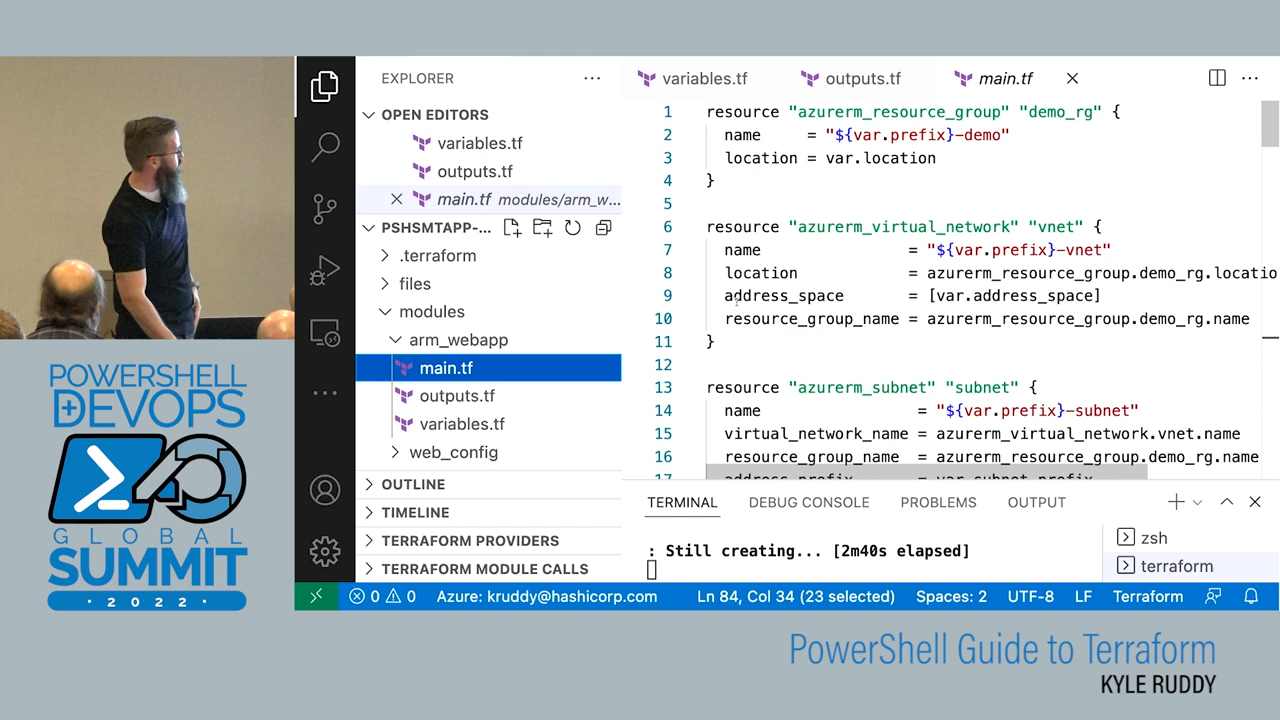 EXPLORER
OPEN EDITORS
variables.tf
outputs.tf
main.tf modules/arm_w...
PSHSMTAPP-...
.terraform
files
modules
arm_webapp
main.tf
outputs.tf
variables.tf
web_config
OUTLINE
TIMELINE
TERRAFORM PROVIDERS
TERRAFORM MODULE CALLS
variables.tf outputs.tf main.tf
1 resource "azurerm_resource_group" "demo_rg" {
2 name = "${var.prefix}-demo"
3 location = var.location
4 }
5
6 resource "azurerm_virtual_network" "vnet" {
7 name = "${var.prefix}-vnet"
8 location = azurerm_resource_group.demo_rg.locatio
9 address_space = [var.address_space]
10 resource_group_name = azurerm_resource_group.demo_rg.name
11 }
12
13 resource "azurerm_subnet" "subnet" {
14 name = "${var.prefix}-subnet"
15 virtual_network_name = azurerm_virtual_network.vnet.name
16 resource_group_name = azurerm_resource_group.demo_rg.name
17 address_prefix = var.subnet_prefix
TERMINAL DEBUG CONSOLE PROBLEMS OUTPUT
: Still creating... [2m40s elapsed]
zsh
terraform
0 0 Azure: kruddy@hashicorp.com Ln 84, Col 34 (23 selected) Spaces: 2 UTF-8 LF Terraform
POWERSHELL
+DEVOPS
GLOBAL
SUMMIT
· 2022 ·
PowerShell Guide to Terraform
KYLE RUDDY